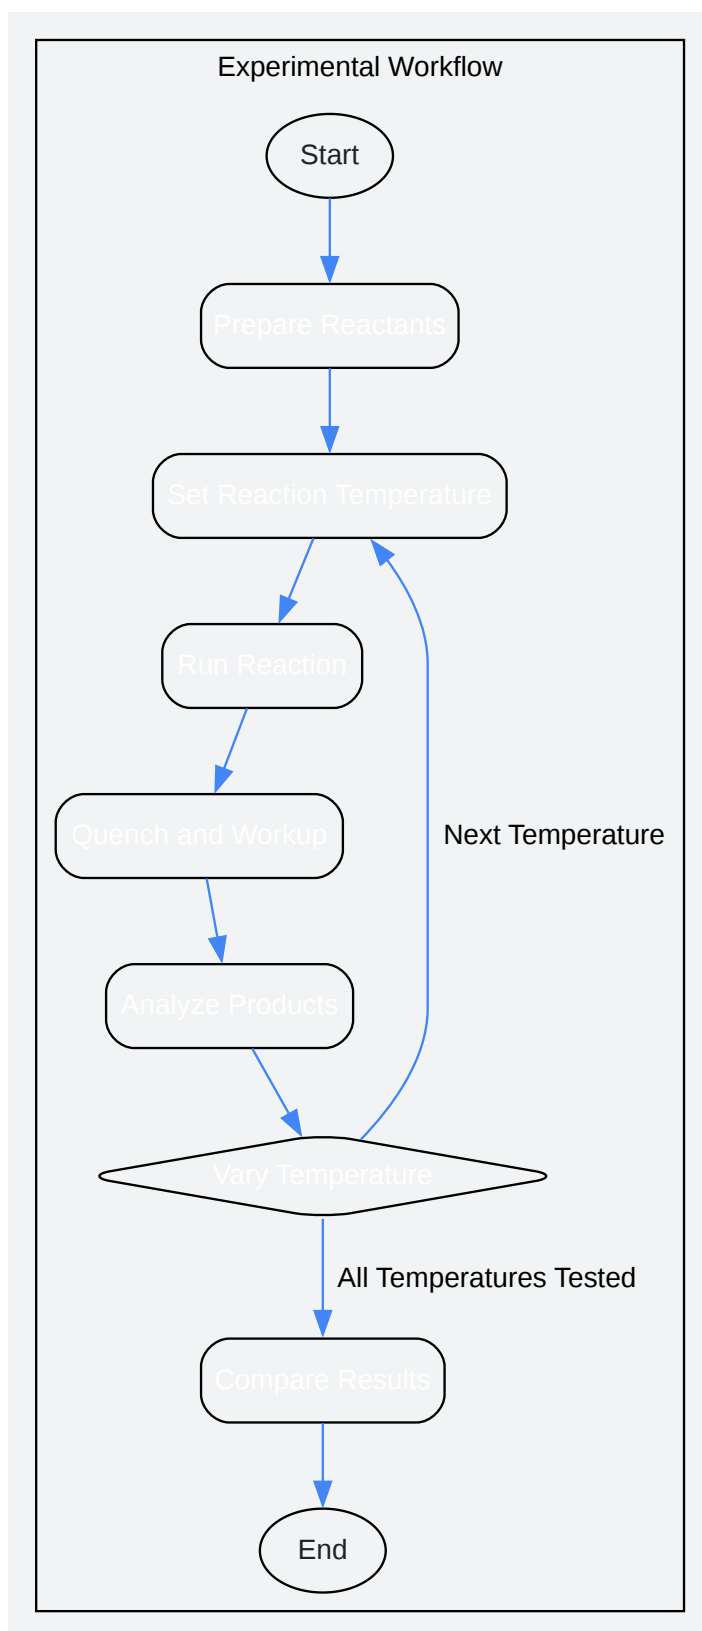 Experimental Workflow
Start
Prepare Reactants
Set Reaction Temperature
Run Reaction
Quench and Workup
Next Temperature
Analyze Products
Vary Temperature
All Temperatures Tested
Compare Results
End